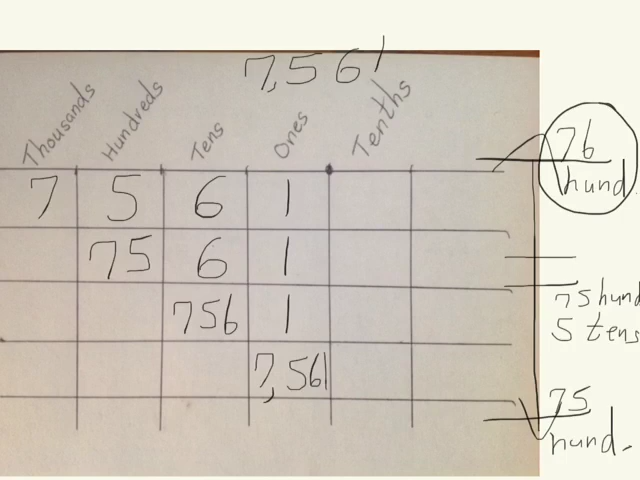 7,561
Thousands Hundreds Tens Ones Tenths
7 5 6 1
75 6 1
756 1
7,561
76
hund.
75 hund
5 tens
75
hund.